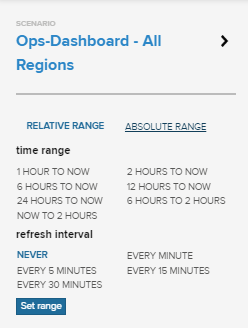 SCENARIO
Ops-Dashboard - All
Regions
RELATIVE RANGE ABSOLUTE RANGE
time range
1 HOUR TO NOW 2 HOURS TO NOW
6 HOURS TO NOW 12 HOURS TO NOW
24 HOURS TO NOW 6 HOURS TO 2 HOURS
NOW TO 2 HOURS
refresh interval
NEVER EVERY MINUTE
EVERY 5 MINUTES EVERY 15 MINUTES
EVERY 30 MINUTES
Set range